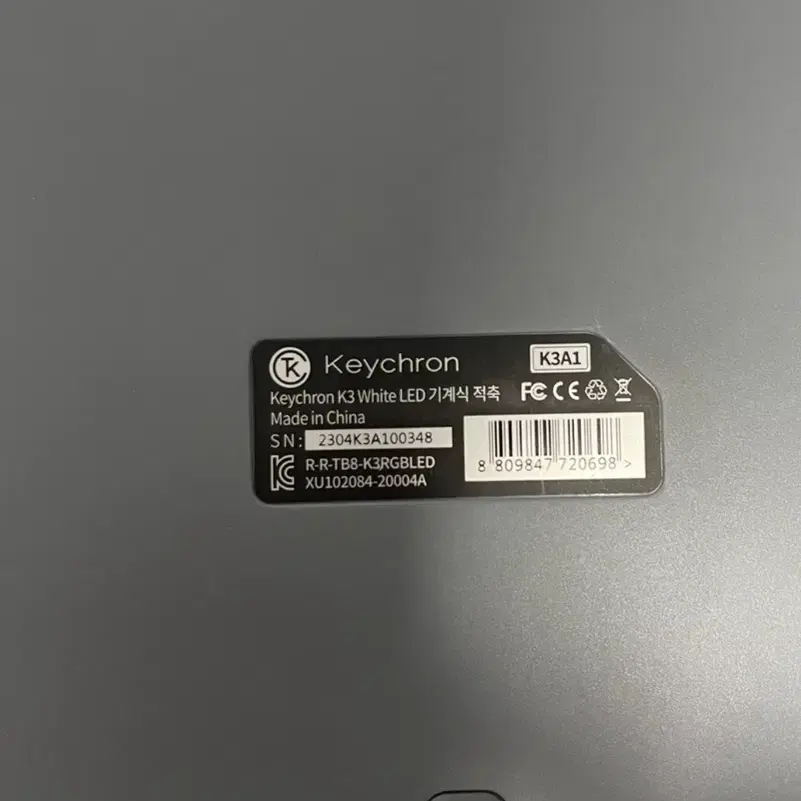 TK Keychron
K3A1
Keychron K3 White LED 기계식 적축
FC CE
Made in China
SN: 2304K3A100348
R-R-TB8-K3RGBLED
XU102084-20004A
8 809847 720698 >